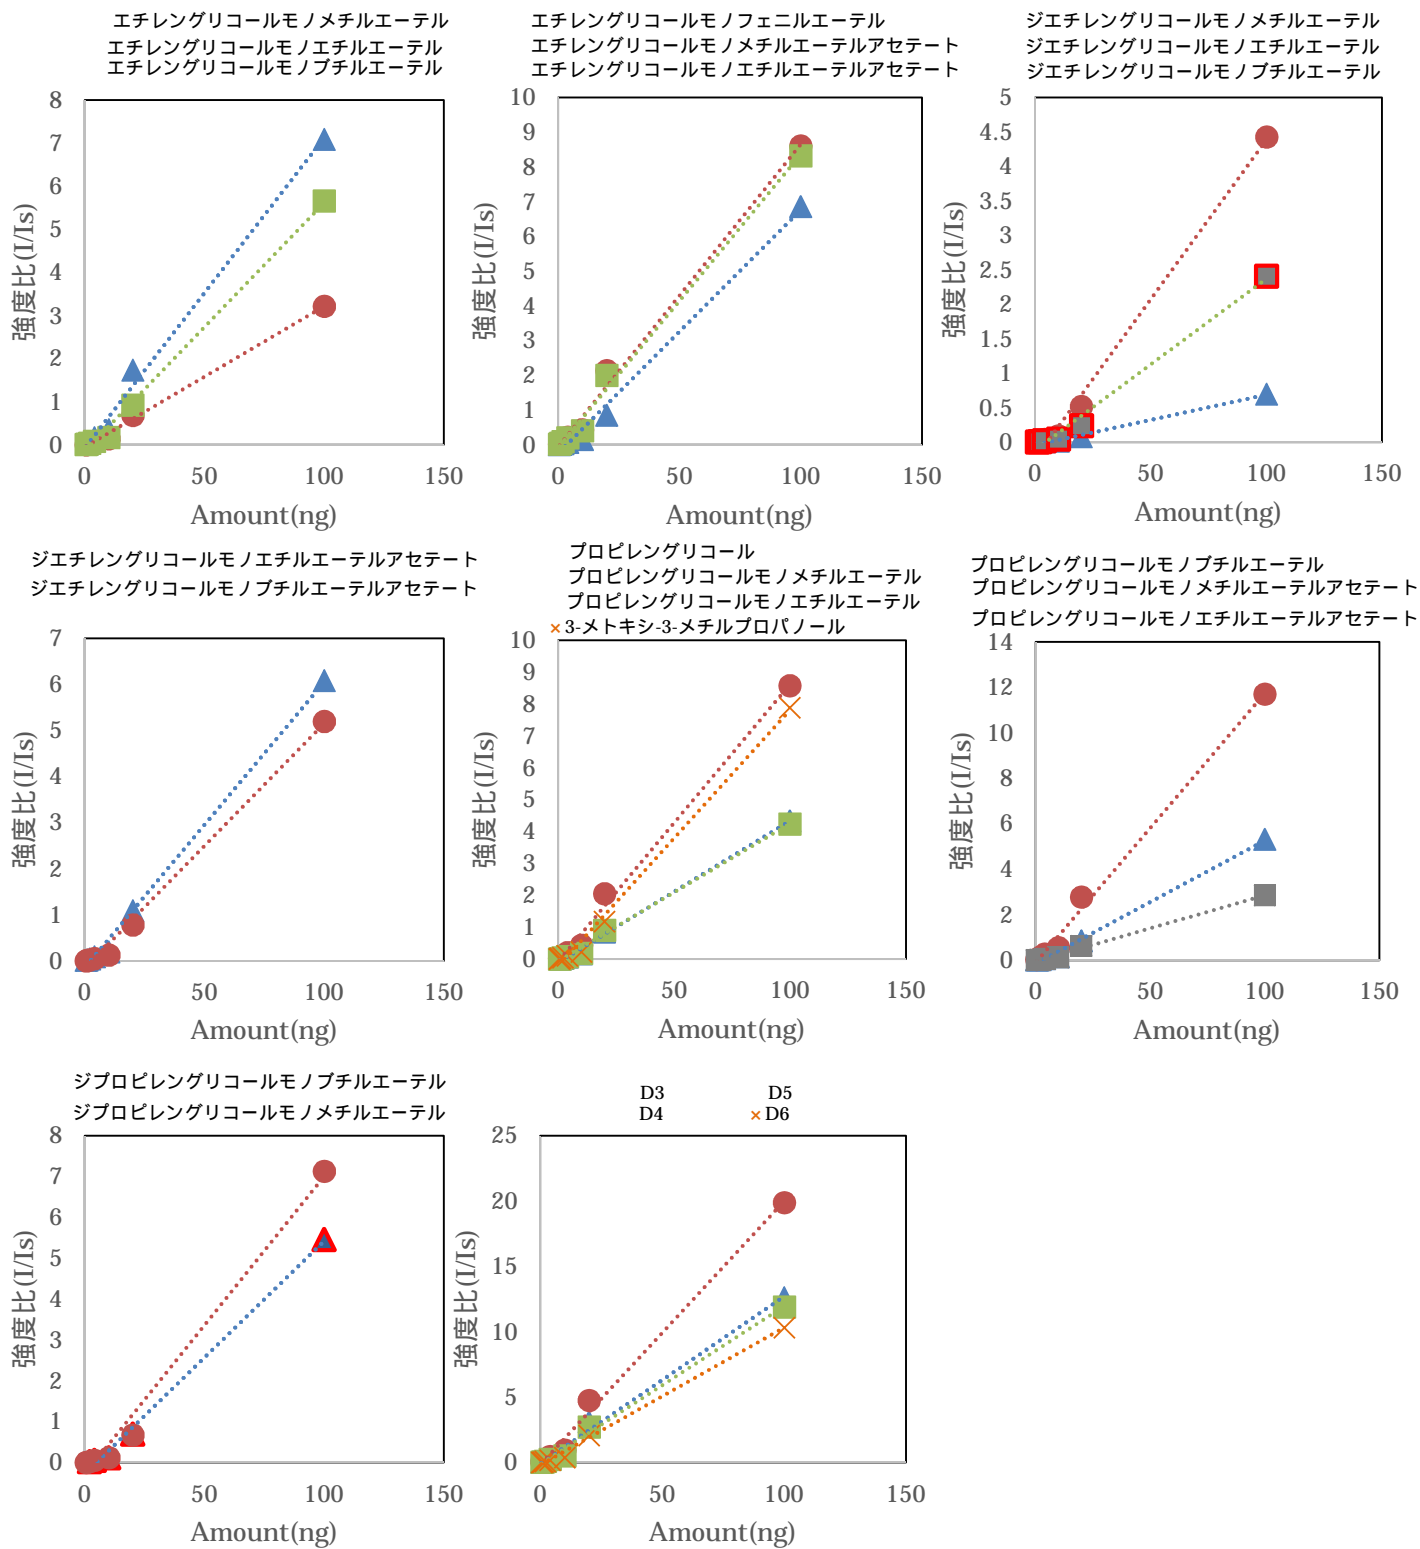 エチレングリコールモノメチルエーテル
エチレングリコールモノエチルエーテル
エチレングリコールモノブチルエーテル
8
7
6
5
4
3
2
1
0
0 50 100 150
強度比(I/Is)
Amount(ng)
エチレングリコールモノフェニルエーテル
エチレングリコールモノメチルエーテルアセテート
エチレングリコールモノエチルエーテルアセテート
10
9
8
7
6
5
4
3
2
1
0
0 50 100 150
強度比(I/Is)
Amount(ng)
ジエチレングリコールモノメチルエーテル
ジエチレングリコールモノエチルエーテル
ジエチレングリコールモノブチルエーテル
5
4.5
4
3.5
3
2.5
2
1.5
1
0.5
0
0 50 100 150
強度比(I/Is)
Amount(ng)
ジエチレングリコールモノエチルエーテルアセテート
ジエチレングリコールモノブチルエーテルアセテート
7
6
5
4
3
2
1
0
0 50 100 150
強度比(I/Is)
Amount(ng)
プロピレングリコール
プロピレングリコールモノメチルエーテル
プロピレングリコールモノエチルエーテル
3-メトキシ-3-メチルプロパノール
10
9
8
7
6
5
4
3
2
1
0
0 50 100 150
強度比(I/Is)
Amount(ng)
プロピレングリコールモノブチルエーテル
プロピレングリコールモノメチルエーテルアセテート
プロピレングリコールモノエチルエーテルアセテート
14
12
10
8
6
4
2
0
0 50 100 150
強度比(I/Is)
Amount(ng)
ジプロピレングリコールモノブチルエーテル
ジプロピレングリコールモノメチルエーテル
8
7
6
5
4
3
2
1
0
0 50 100 150
強度比(I/Is)
Amount(ng)
D3 D5
D4 D6
25
20
15
10
5
0
0 50 100 150
強度比(I/Is)
Amount(ng)